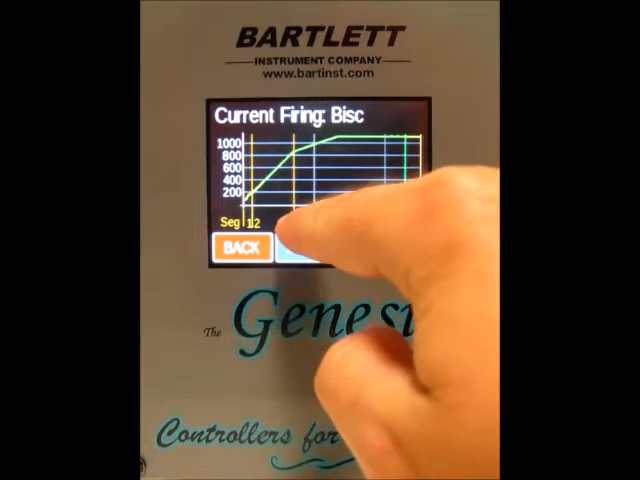 BARTLETT
INSTRUMENT COMPANY
www.bartinst.com
Current Firing: Bisc
1000
800
600
400
200
Seg 12
BACK
The Genesi
Controllers for